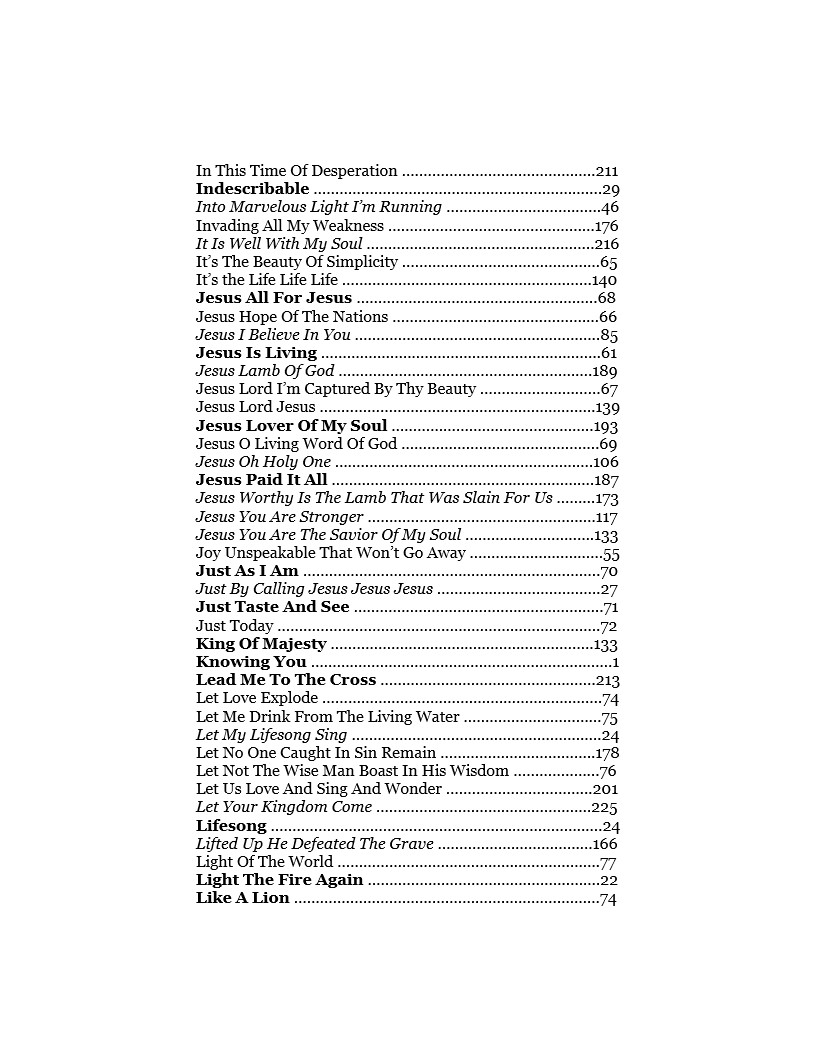 In This Time Of Desperation ............................................211
Indescribable ..................................................................29
Into Marvelous Light I’m Running ...................................46
Invading All My Weakness ...............................................176
It Is Well With My Soul ....................................................216
It’s The Beauty Of Simplicity .............................................65
It’s the Life Life Life .........................................................140
Jesus All For Jesus .......................................................68
Jesus Hope Of The Nations ...............................................66
Jesus I Believe In You ........................................................85
Jesus Is Living ................................................................61
Jesus Lamb Of God ..........................................................189
Jesus Lord I’m Captured By Thy Beauty ...........................67
Jesus Lord Jesus ...............................................................139
Jesus Lover Of My Soul ..............................................193
Jesus O Living Word Of God .............................................69
Jesus Oh Holy One ...........................................................106
Jesus Paid It All ............................................................187
Jesus Worthy Is The Lamb That Was Slain For Us .........173
Jesus You Are Stronger ....................................................117
Jesus You Are The Savior Of My Soul .............................133
Joy Unspeakable That Won’t Go Away ..............................55
Just As I Am ....................................................................70
Just By Calling Jesus Jesus Jesus .....................................27
Just Taste And See .........................................................71
Just Today ..........................................................................72
King Of Majesty ............................................................133
Knowing You .....................................................................1
Lead Me To The Cross .................................................213
Let Love Explode ................................................................74
Let Me Drink From The Living Water ...............................75
Let My Lifesong Sing .........................................................24
Let No One Caught In Sin Remain ...................................178
Let Not The Wise Man Boast In His Wisdom ....................76
Let Us Love And Sing And Wonder .................................201
Let Your Kingdom Come .................................................225
Lifesong ............................................................................24
Lifted Up He Defeated The Grave ...................................166
Light Of The World ............................................................77
Light The Fire Again .....................................................22
Like A Lion ......................................................................74